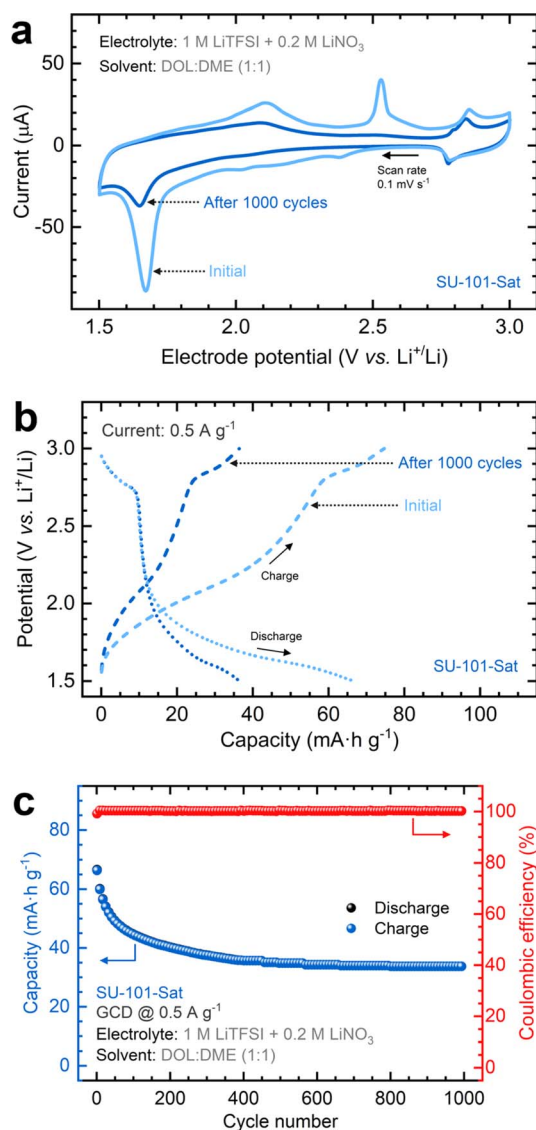 a
Electrolyte: 1 M LiTFSI + 0.2 M LiNO₃
Solvent: DOL:DME (1:1)
50
0
-50
Current (μA)
Scan rate
0.1 mV s⁻¹
After 1000 cycles
Initial
SU-101-Sat
1.5 2.0 2.5 3.0
Electrode potential (V vs. Li⁺/Li)
b
Current: 0.5 A g⁻¹
3.0
2.5
2.0
1.5
Potential (V vs. Li⁺/Li)
After 1000 cycles
Initial
Charge
Discharge
SU-101-Sat
0 20 40 60 80 100
Capacity (mA·h g⁻¹)
c
80
60
40
20
0
Capacity (mA·h g⁻¹)
100
80
60
40
20
0
Coulombic efficiency (%)
Discharge
Charge
SU-101-Sat
GCD @ 0.5 A g⁻¹
Electrolyte: 1 M LiTFSI + 0.2 M LiNO₃
Solvent: DOL:DME (1:1)
0 200 400 600 800 1000
Cycle number